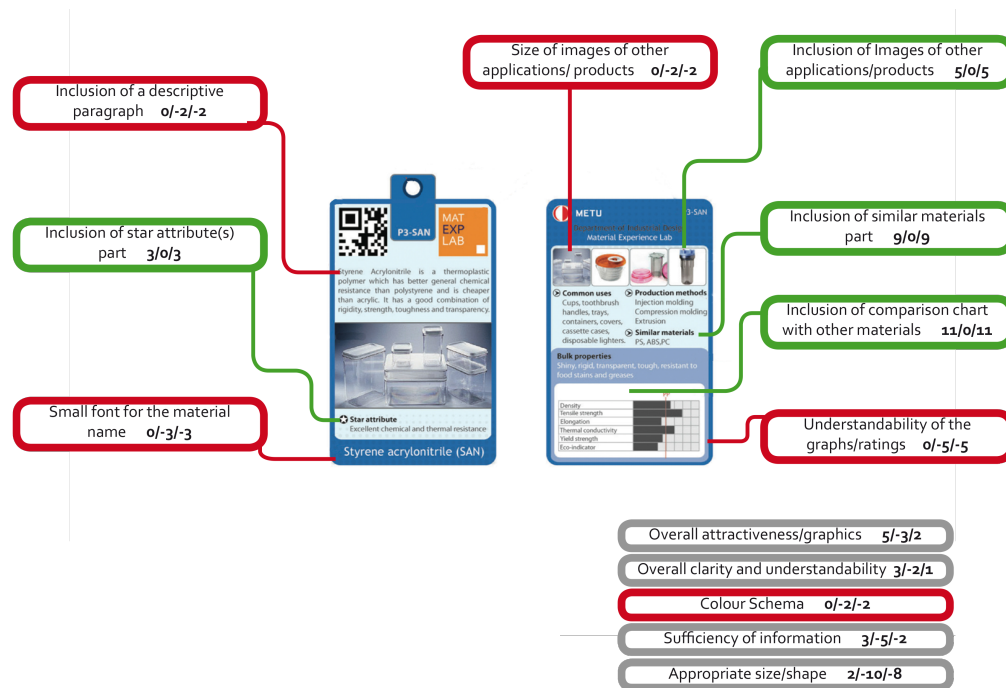 Size of images of other
applications/ products 0/-2/-2
Inclusion of Images of other
applications/products 5/0/5
Inclusion of a descriptive
paragraph 0/-2/-2
Inclusion of star attribute(s)
part 3/0/3
Small font for the material
name 0/-3/-3
P3-SAN
MAT
EXP
LAB
Styrene Acrylonitrile is a thermoplastic
polymer which has better general chemical
resistance than polystyrene and is cheaper
than acrylic. It has a good combination of
rigidity, strength, toughness and transparency.
Star attribute
Excellent chemical and thermal resistance
Styrene acrylonitrile (SAN)
METU
3-SAN
Material Experience Lab
Common uses
Cups, toothbrush
handles, trays,
containers, covers,
cassette cases,
disposable lighters.
Production methods
Injection molding
Compression molding
Extrusion
Similar materials
PS, ABS,PC
Bulk properties
Shiny, rigid, transparent, tough, resistant to
food stains and greases
PP
Density
Tensile strength
Elongation
Thermal conductivity
Yield strength
Eco-indicator
Inclusion of similar materials
part 9/0/9
Inclusion of comparison chart
with other materials 11/0/11
Understandability of the
graphs/ratings 0/-5/-5
Overall attractiveness/graphics 5/-3/2
Overall clarity and understandability 3/-2/1
Colour Schema 0/-2/-2
Sufficiency of information 3/-5/-2
Appropriate size/shape 2/-10/-8